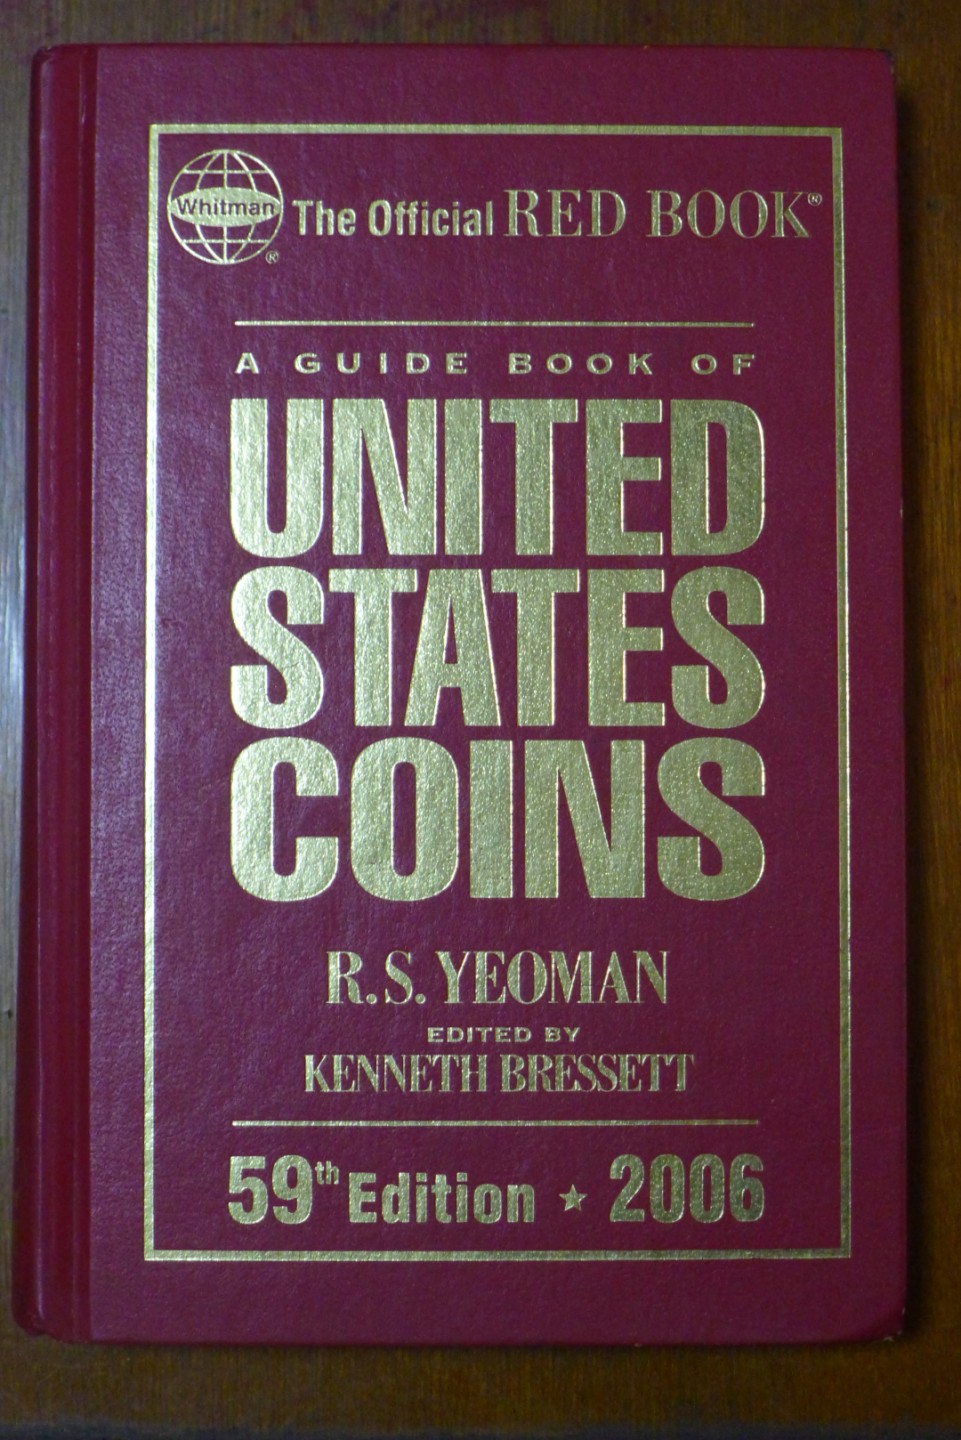 Whitman® The Official RED BOOK®
A GUIDE BOOK OF
UNITED
STATES
COINS
R.S. YEOMAN
EDITED BY
KENNETH BRESSETT
59th Edition ★ 2006